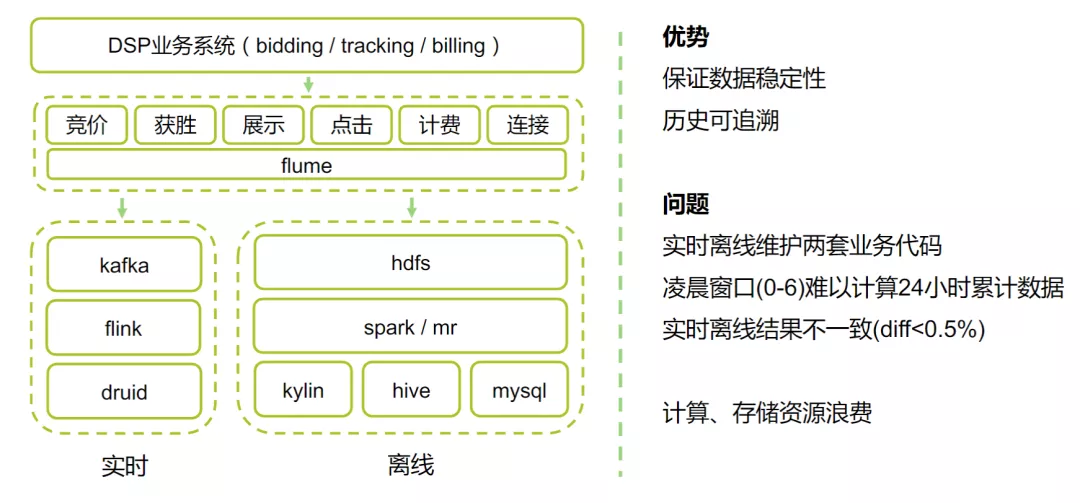 DSP业务系统（bidding / tracking / billing）
竞价 获胜 展示 点击 计费 连接
flume
kafka
flink
druid
实时
hdfs
spark / mr
kylin hive mysql
离线
优势
保证数据稳定性
历史可追溯
问题
实时离线维护两套业务代码
凌晨窗口(0-6)难以计算24小时累计数据
实时离线结果不一致(diff<0.5%)
计算、存储资源浪费